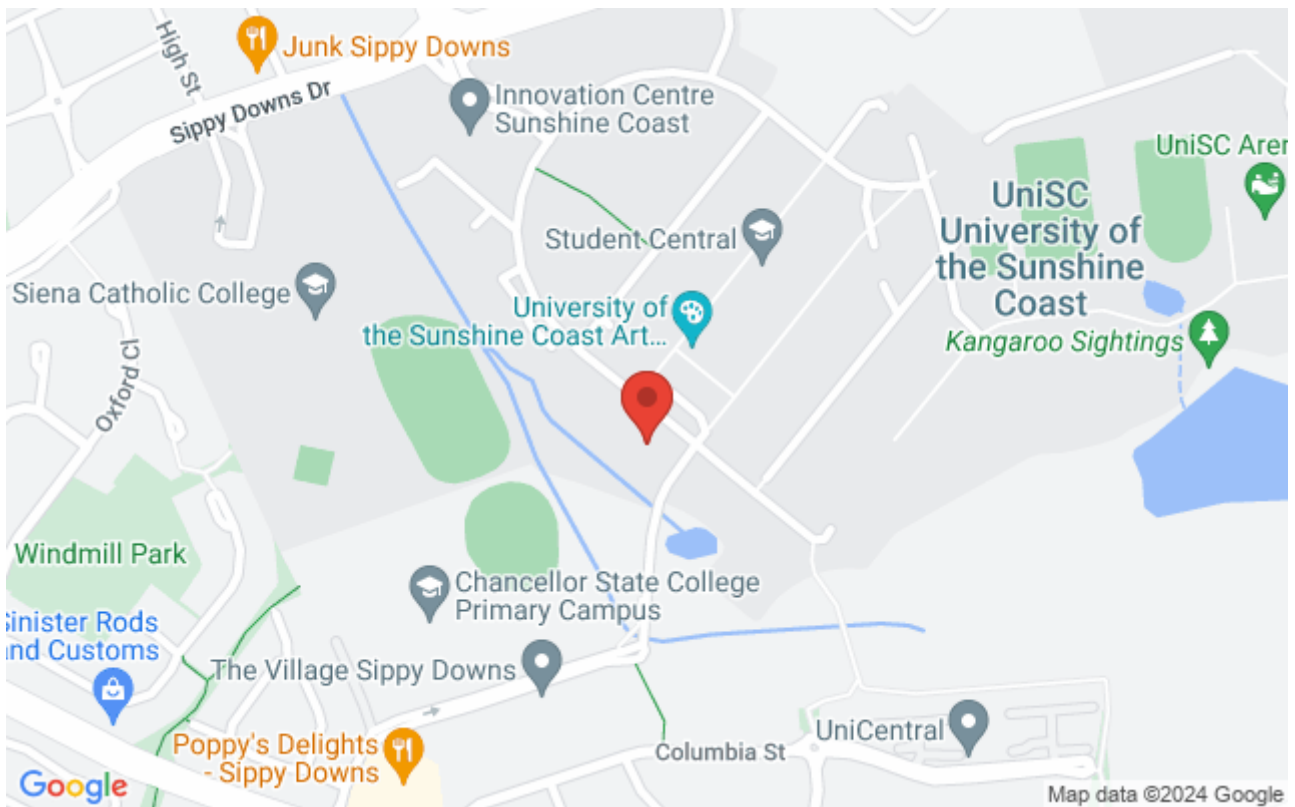 High St
Junk Sippy Downs
Sippy Downs Dr
Innovation Centre
Sunshine Coast
UniSC Arer
UniSC
University of
the Sunshine
Coast
Student Central
Siena Catholic College
University of
the Sunshine Coast Art...
Kangaroo Sightings
Oxford Cl
Windmill Park
Chancellor State College
Primary Campus
Sinister Rods
and Customs
The Village Sippy Downs
UniCentral
Poppy's Delights
- Sippy Downs
Columbia St
Google
Map data ©2024 Google